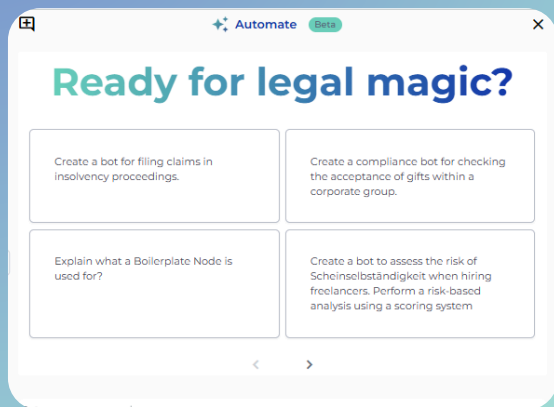 Automate Beta
Ready for legal magic?
Create a bot for filing claims in
insolvency proceedings.
Create a compliance bot for checking
the acceptance of gifts within a
corporate group.
Explain what a Boilerplate Node is
used for?
Create a bot to assess the risk of
Scheinselbständigkeit when hiring
freelancers. Perform a risk-based
analysis using a scoring system